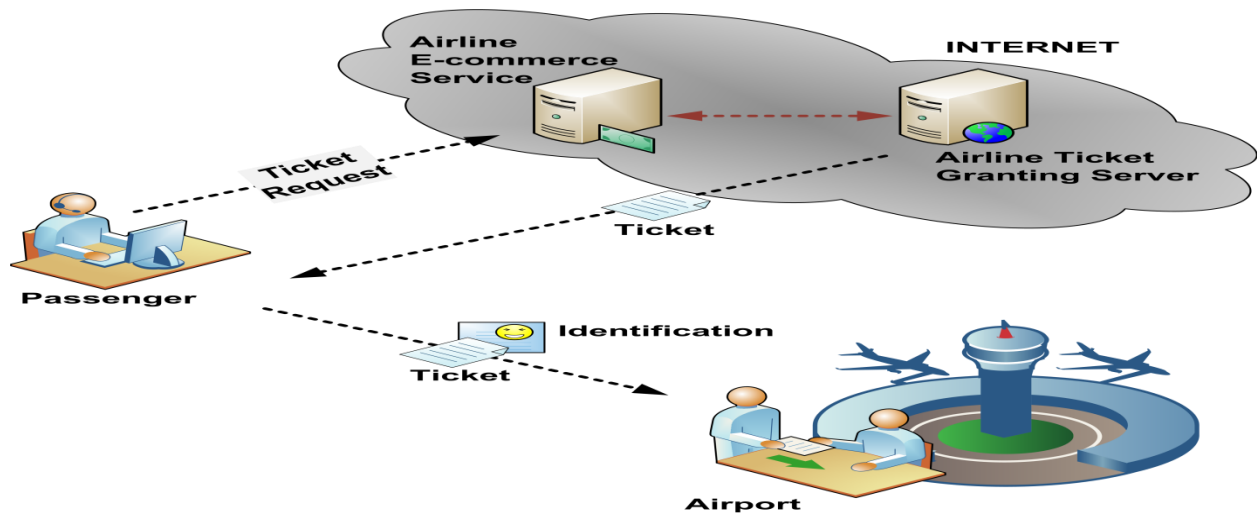 Airline
E-commerce
Service
INTERNET
Airline Ticket
Granting Server
Ticket
Request
Ticket
Passenger
Identification
Ticket
Airport